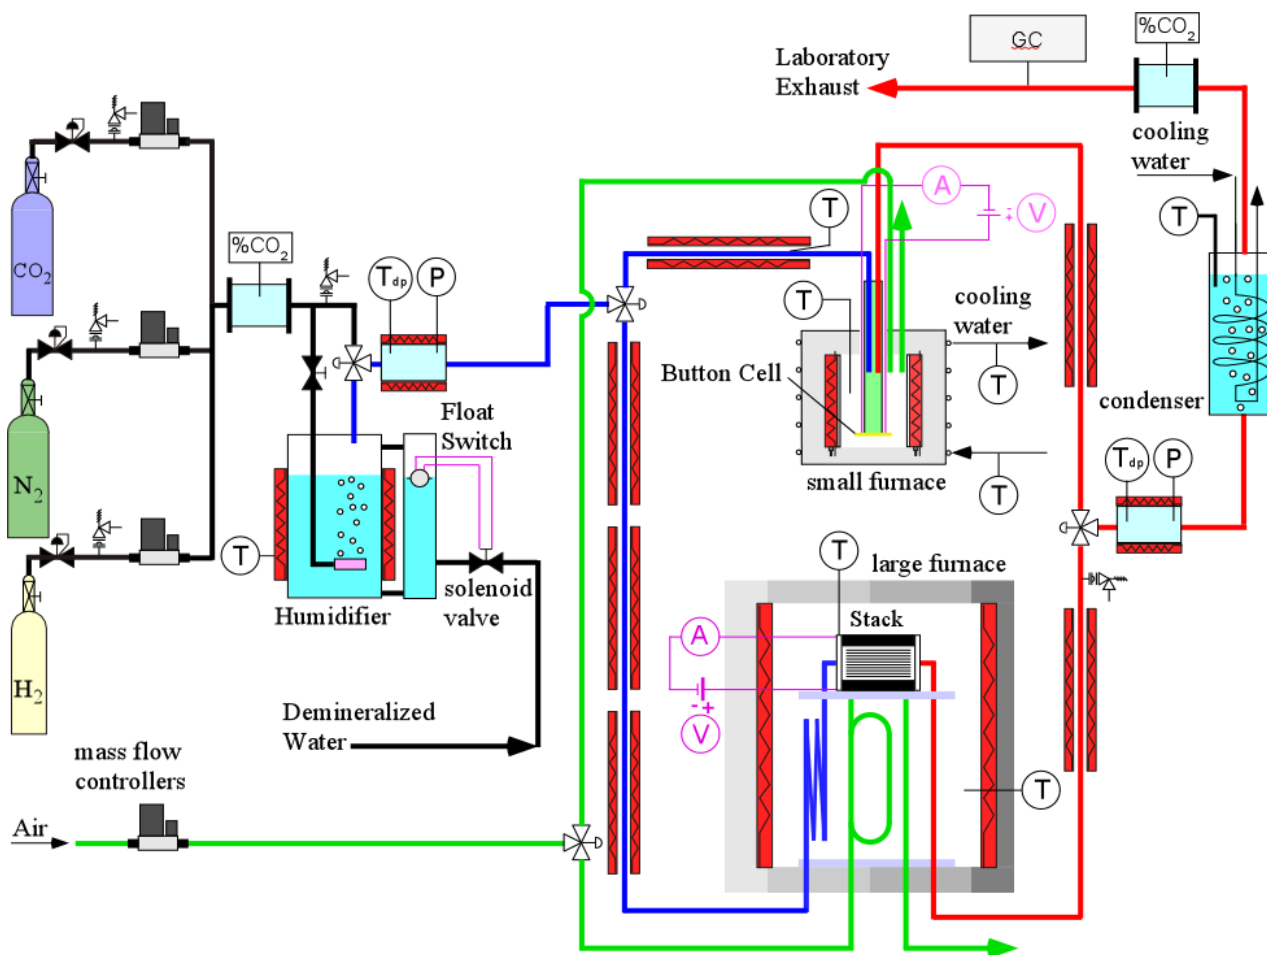 GC
%CO2
Laboratory
Exhaust
cooling
water
T
CO2
%CO2
Tdp
P
T
A
V
T
cooling
water
T
Button Cell
condenser
N2
Float
Switch
small furnace
T
Tdp
P
T
Humidifier
solenoid
valve
T
large furnace
Stack
A
H2
Demineralized
Water
V
mass flow
controllers
T
Air